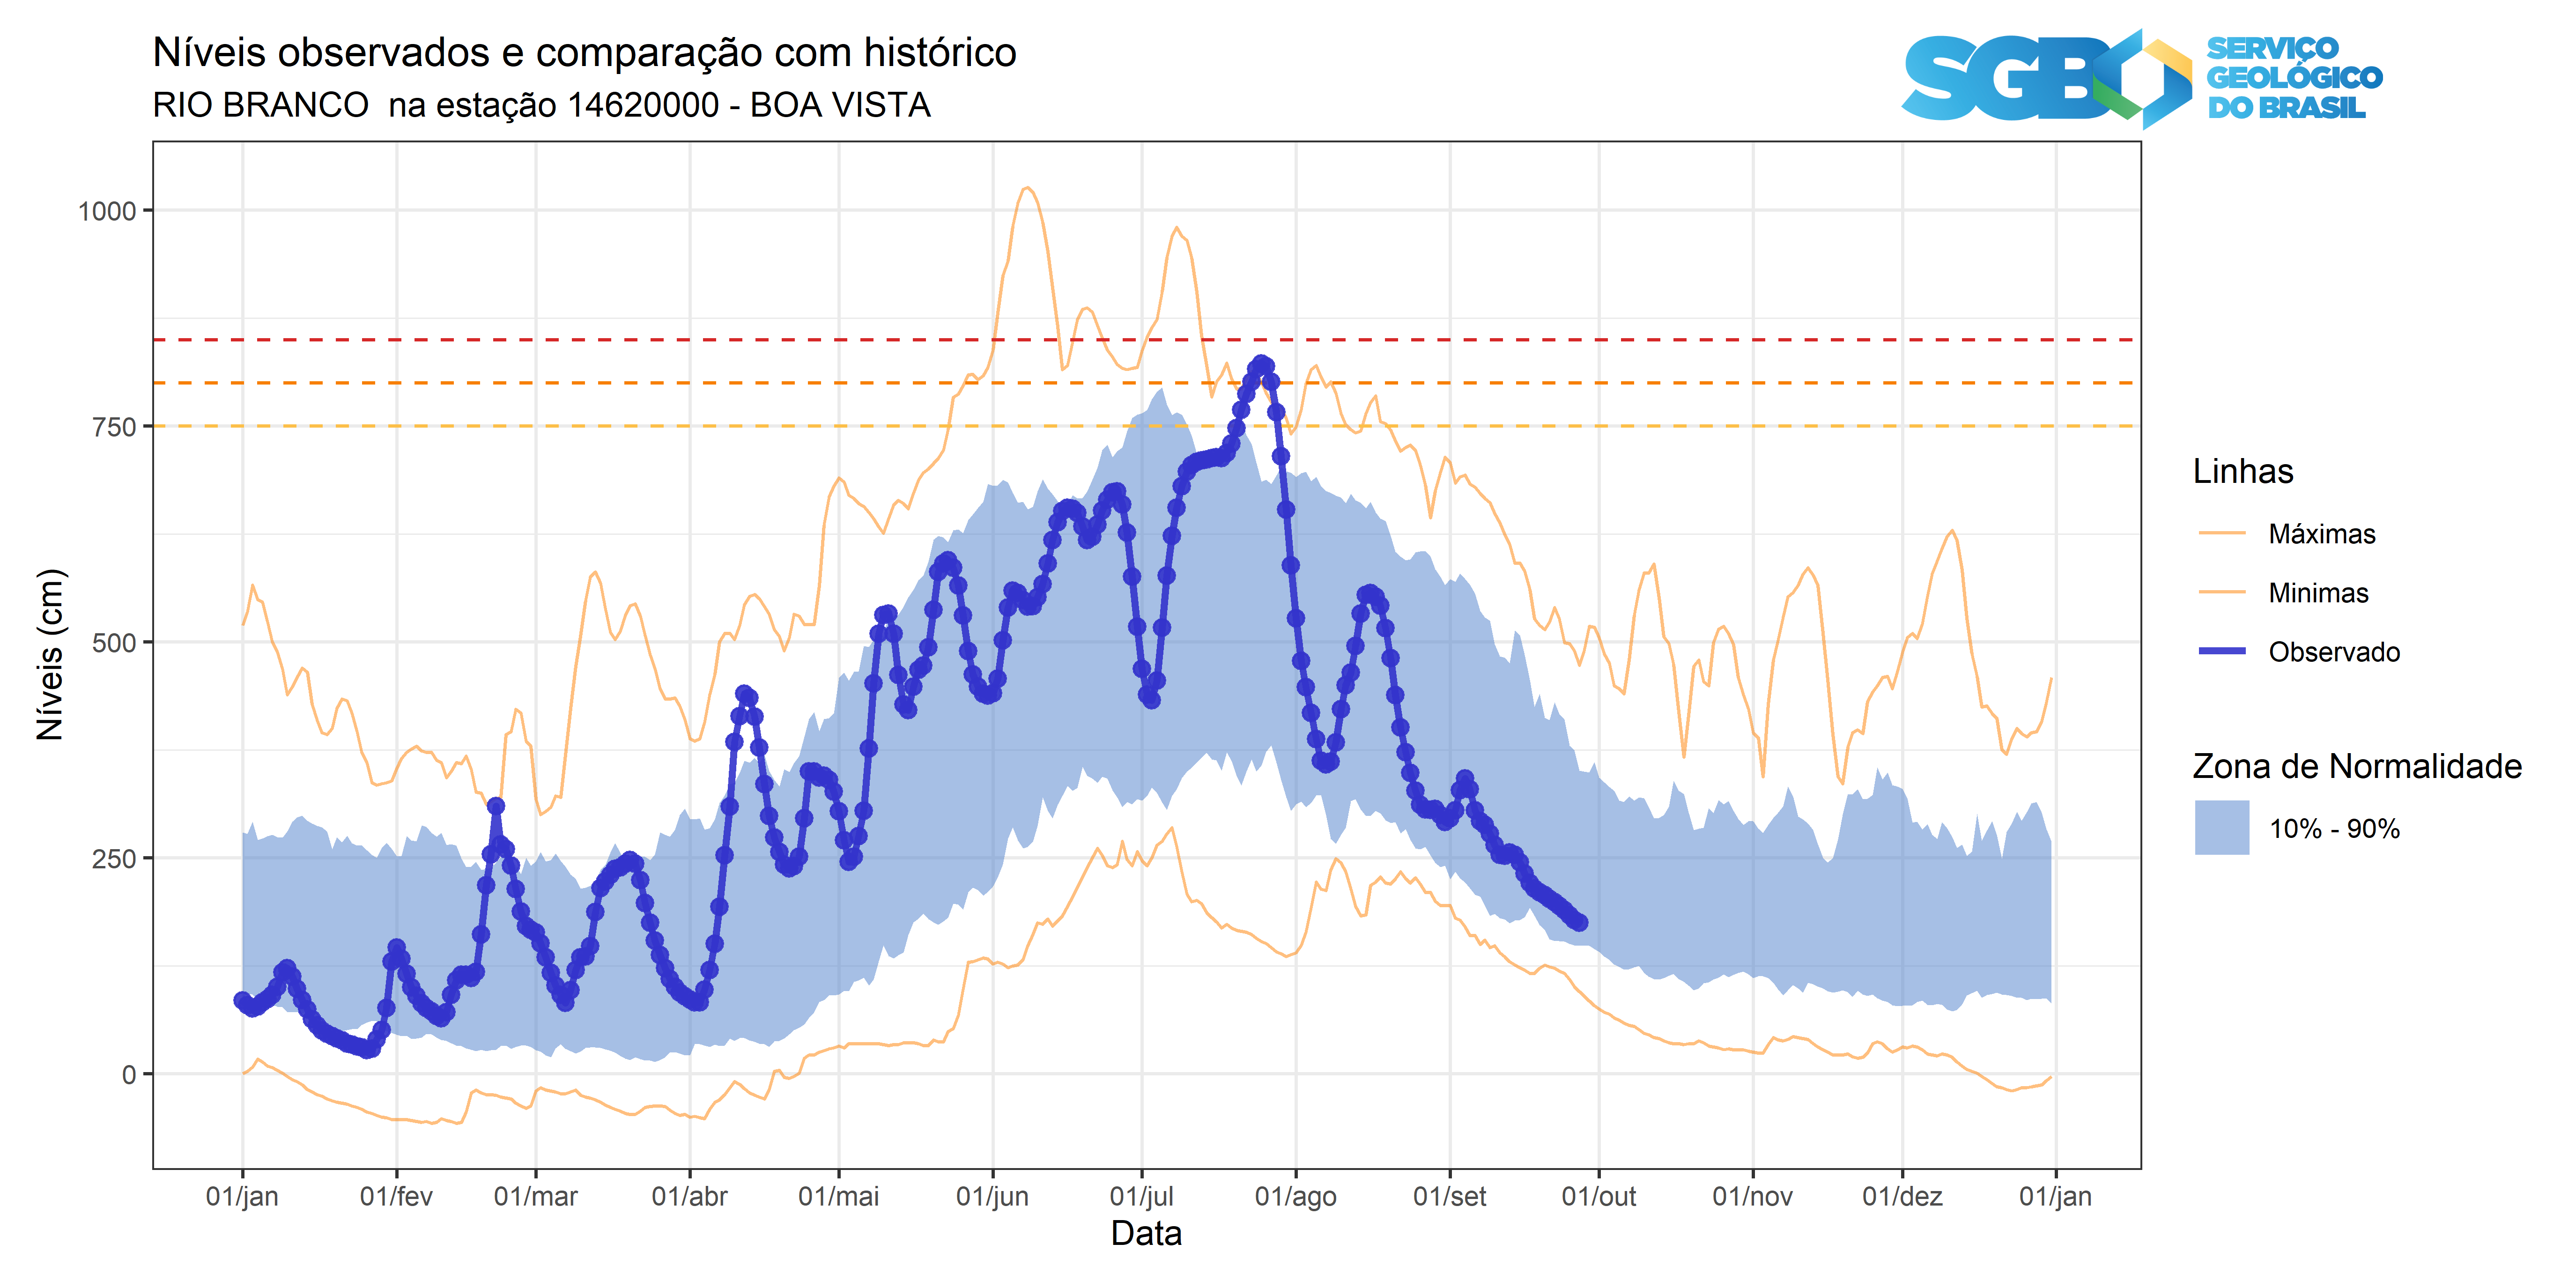 Níveis observados e comparação com histórico
RIO BRANCO  na estação 14620000 - BOA VISTA
SGB
SERVIÇO
GEOLÓGICO
DO BRASIL
1000
750
500
250
0
Níveis (cm)
01/jan
01/fev
01/mar
01/abr
01/mai
01/jun
01/jul
01/ago
01/set
01/out
01/nov
01/dez
01/jan
Data
Linhas
Máximas
Minimas
Observado
Zona de Normalidade
10% - 90%